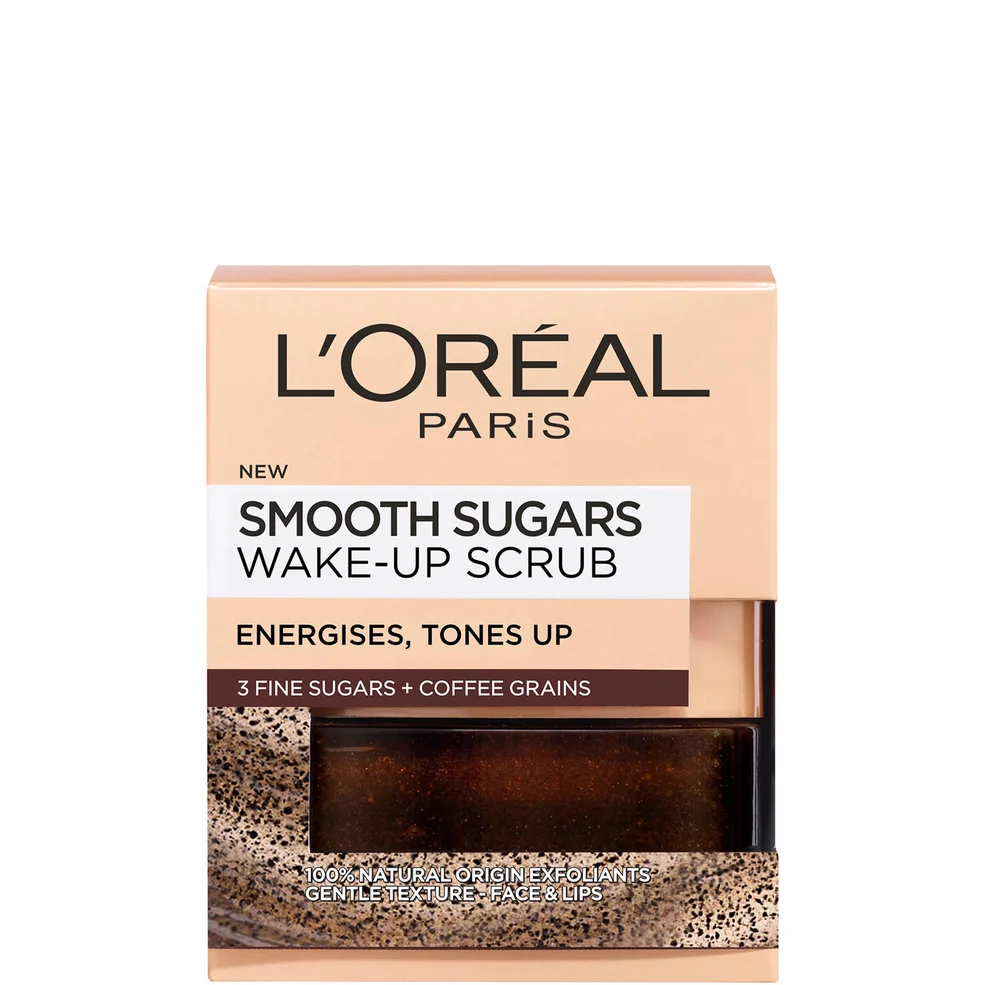 L'ORÉAL
PARiS
NEW
SMOOTH SUGARS
WAKE-UP SCRUB
ENERGISES, TONES UP
3 FINE SUGARS + COFFEE GRAINS
100% NATURAL ORIGIN EXFOLIANTS
GENTLE TEXTURE - FACE & LIPS